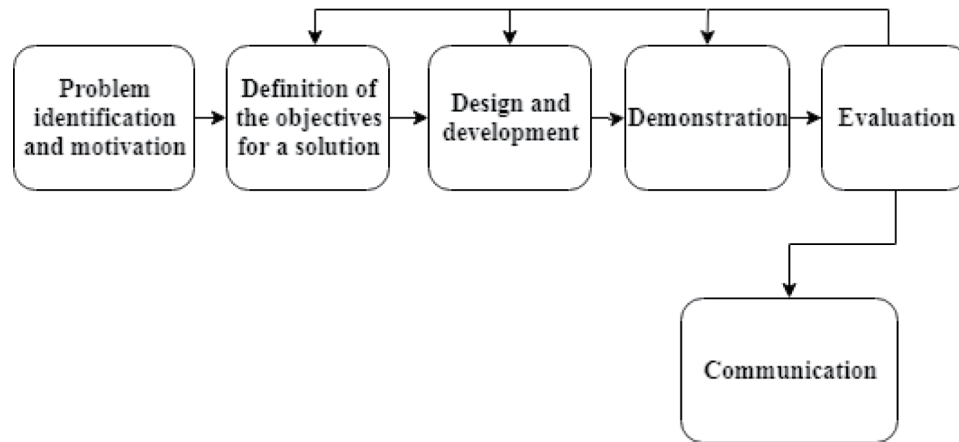 Problem
identification
and motivation
Definition of
the objectives
for a solution
Design and
development
Demonstration
Evaluation
Communication